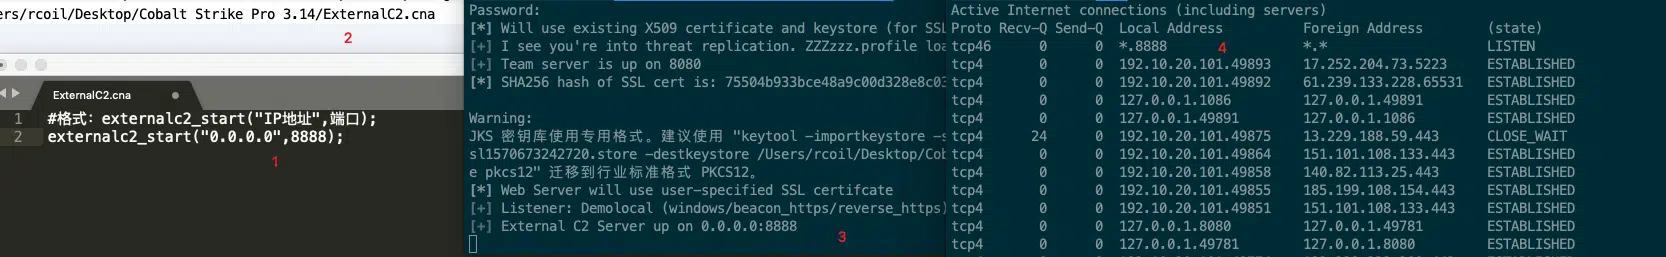 ers/rcoil/Desktop/Cobalt Strike Pro 3.14/ExternalC2.cna
2
ExternalC2.cna
1 #格式：externalc2_start("IP地址",端口);
2 externalc2_start("0.0.0.0",8888);
1
Password:
[*] Will use existing X509 certificate and keystore (for SSL
[+] I see you're into threat replication. ZZZzzz.profile loa
[+] Team server is up on 8080
[*] SHA256 hash of SSL cert is: 75504b933bce48a9c00d328e8c03
Warning:
JKS 密钥库使用专用格式。建议使用 "keytool -importkeystore -s
sl1570673242720.store -destkeystore /Users/rcoil/Desktop/Cob
e pkcs12" 迁移到行业标准格式 PKCS12。
[*] Web Server will use user-specified SSL certifcate
[+] Listener: Demolocal (windows/beacon_https/reverse_https)
[+] External C2 Server up on 0.0.0.0:8888
3
Active Internet connections (including servers)
Proto Recv-Q Send-Q Local Address Foreign Address (state)
tcp46 0 0 *.8888 *.* LISTEN
4
tcp4 0 0 192.10.20.101.49893 17.252.204.73.5223 ESTABLISHED
tcp4 0 0 192.10.20.101.49892 61.239.133.228.65531 ESTABLISHED
tcp4 0 0 127.0.0.1.1086 127.0.0.1.49891 ESTABLISHED
tcp4 0 0 127.0.0.1.49891 127.0.0.1.1086 ESTABLISHED
tcp4 24 0 192.10.20.101.49875 13.229.188.59.443 CLOSE_WAIT
tcp4 0 0 192.10.20.101.49864 151.101.108.133.443 ESTABLISHED
tcp4 0 0 192.10.20.101.49858 140.82.113.25.443 ESTABLISHED
tcp4 0 0 192.10.20.101.49855 185.199.108.154.443 ESTABLISHED
tcp4 0 0 192.10.20.101.49851 151.101.108.133.443 ESTABLISHED
tcp4 0 0 127.0.0.1.8080 127.0.0.1.49781 ESTABLISHED
tcp4 0 0 127.0.0.1.49781 127.0.0.1.8080 ESTABLISHED